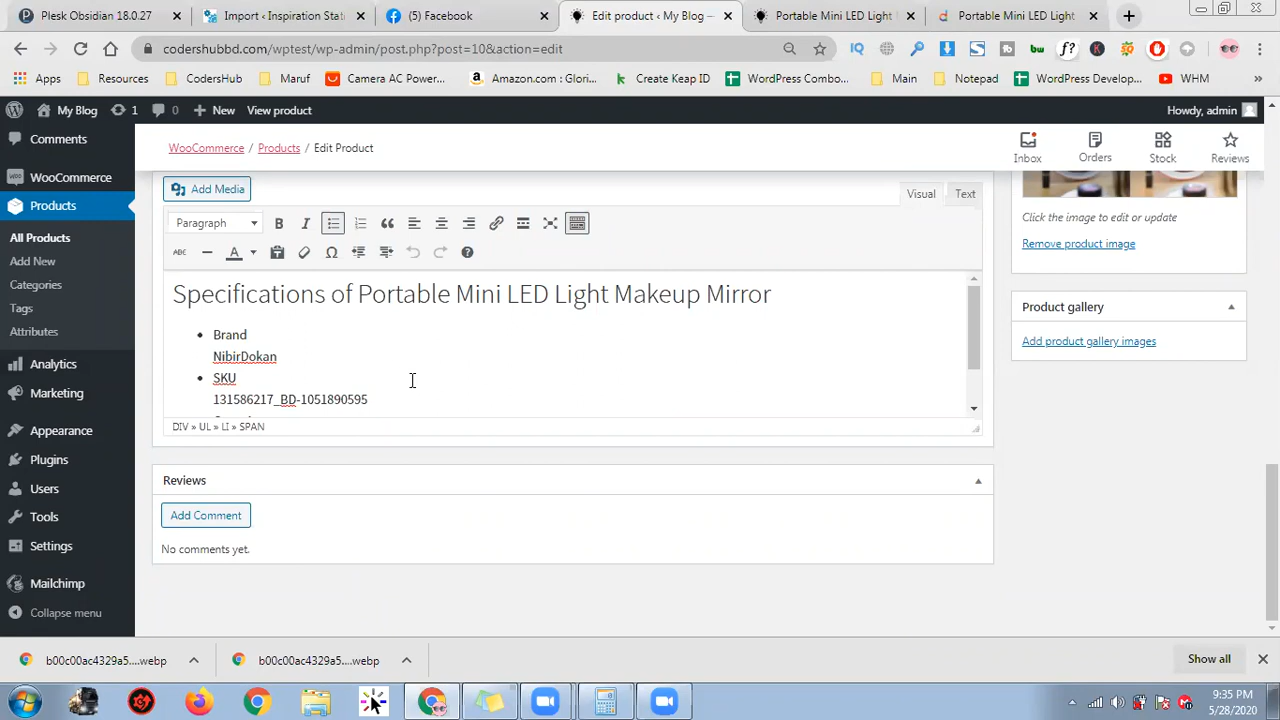 Plesk Obsidian 18.0.27
Import ‹ Inspiration Stati
(5) Facebook
Edit product ‹ My Blog —
Portable Mini LED Light
Portable Mini LED Light
codershubbd.com/wptest/wp-admin/post.php?post=10&action=edit
Apps
Resources
CodersHub
Maruf
Camera AC Power...
Amazon.com : Glori...
Create Keap ID
WordPress Combo...
Main
Notepad
WordPress Develop...
WHM
My Blog
1
0
New
View product
Howdy, admin
Comments
WooCommerce
Products
All Products
Add New
Categories
Tags
Attributes
Analytics
Marketing
Appearance
Plugins
Users
Tools
Settings
Mailchimp
Collapse menu
WooCommerce / Products / Edit Product
Inbox
Orders
Stock
Reviews
Add Media
Visual
Text
Paragraph
B I
ABC A
Specifications of Portable Mini LED Light Makeup Mirror
Brand
NibirDokan
SKU
131586217_BD-1051890595
DIV » UL » LI » SPAN
Reviews
Add Comment
No comments yet.
Click the image to edit or update
Remove product image
Product gallery
Add product gallery images
b00c00ac4329a5....webp
b00c00ac4329a5....webp
Show all
9:35 PM
5/28/2020